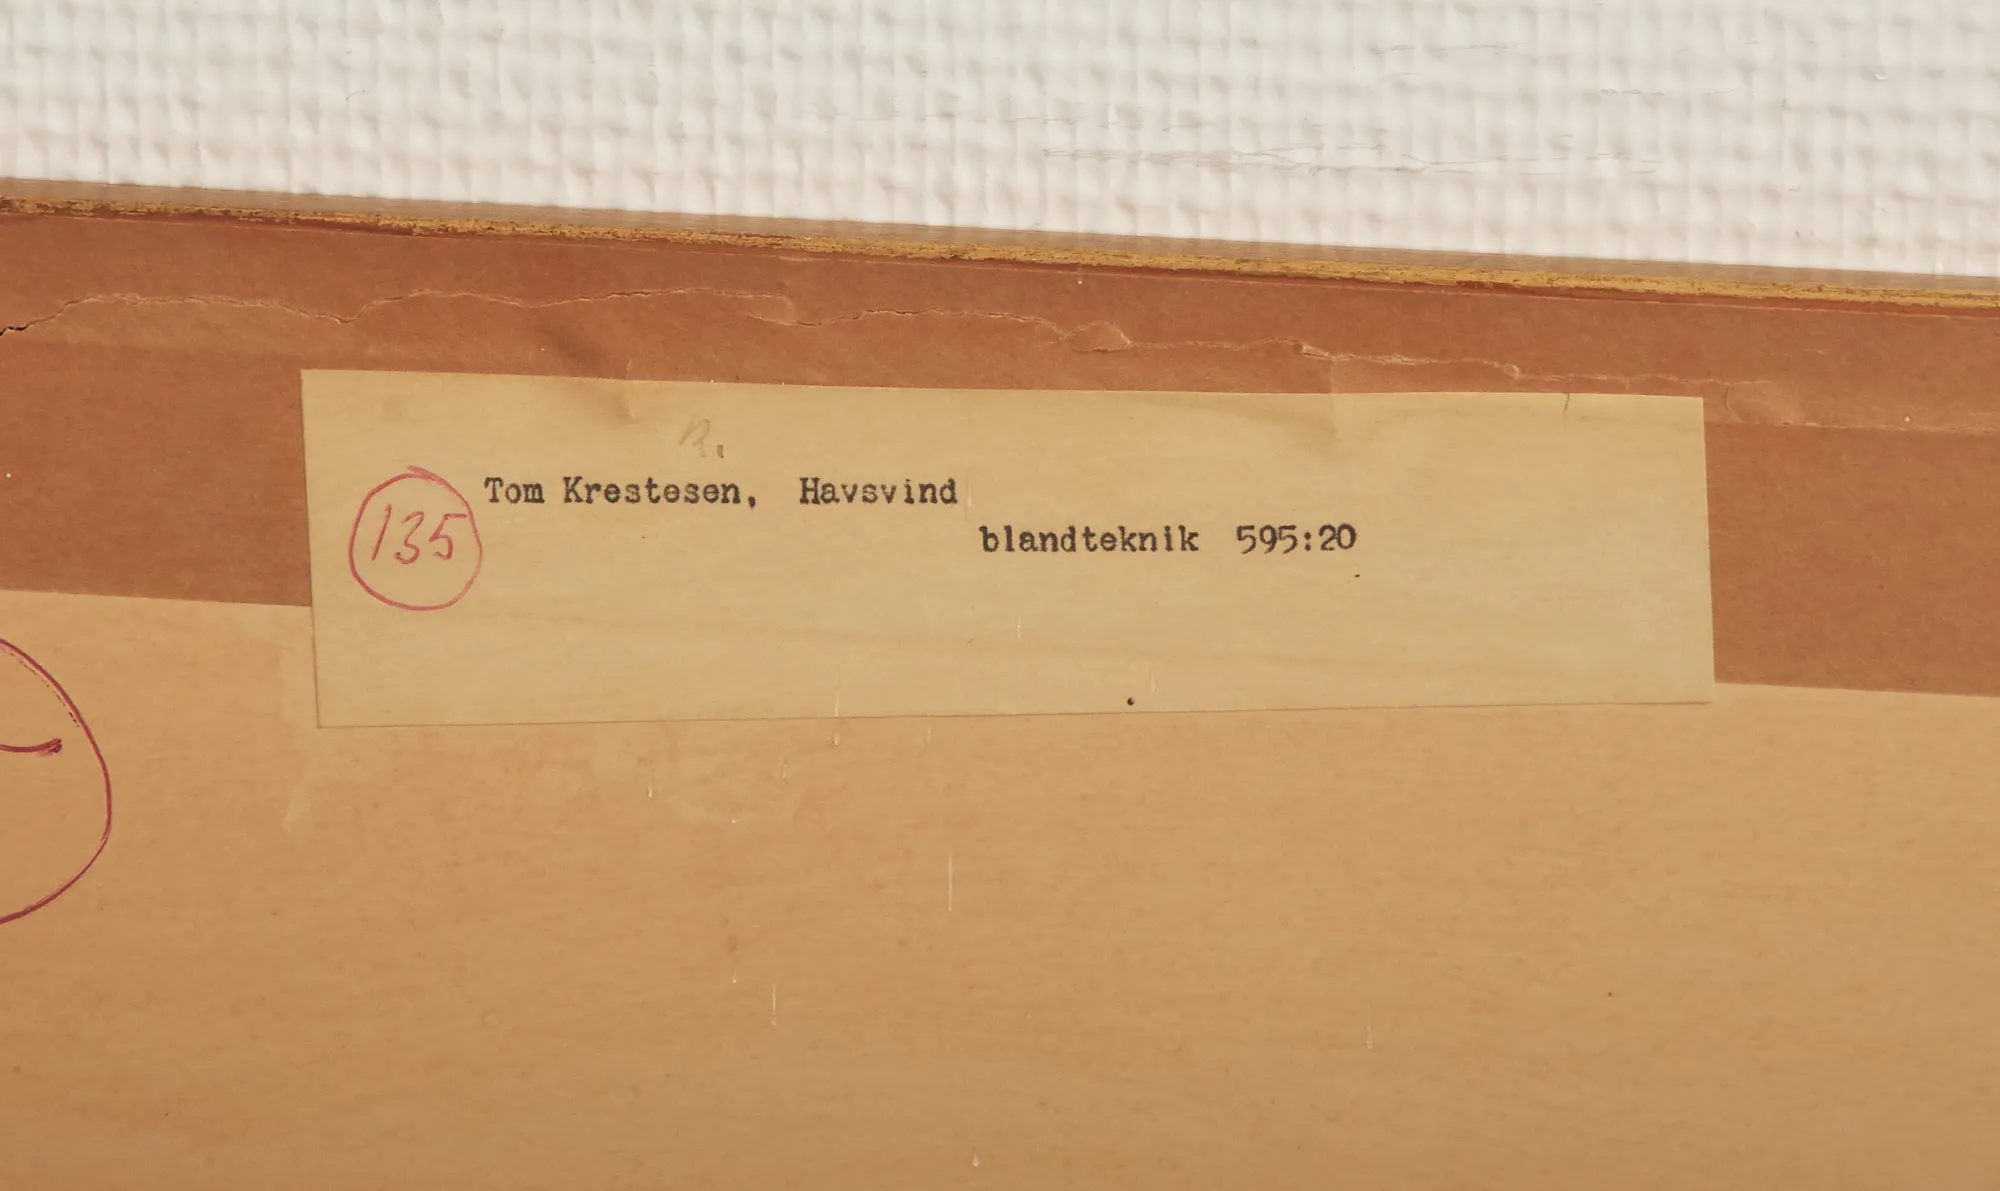 R.
135 Tom Krestesen, Havsvind
blandteknik 595:20